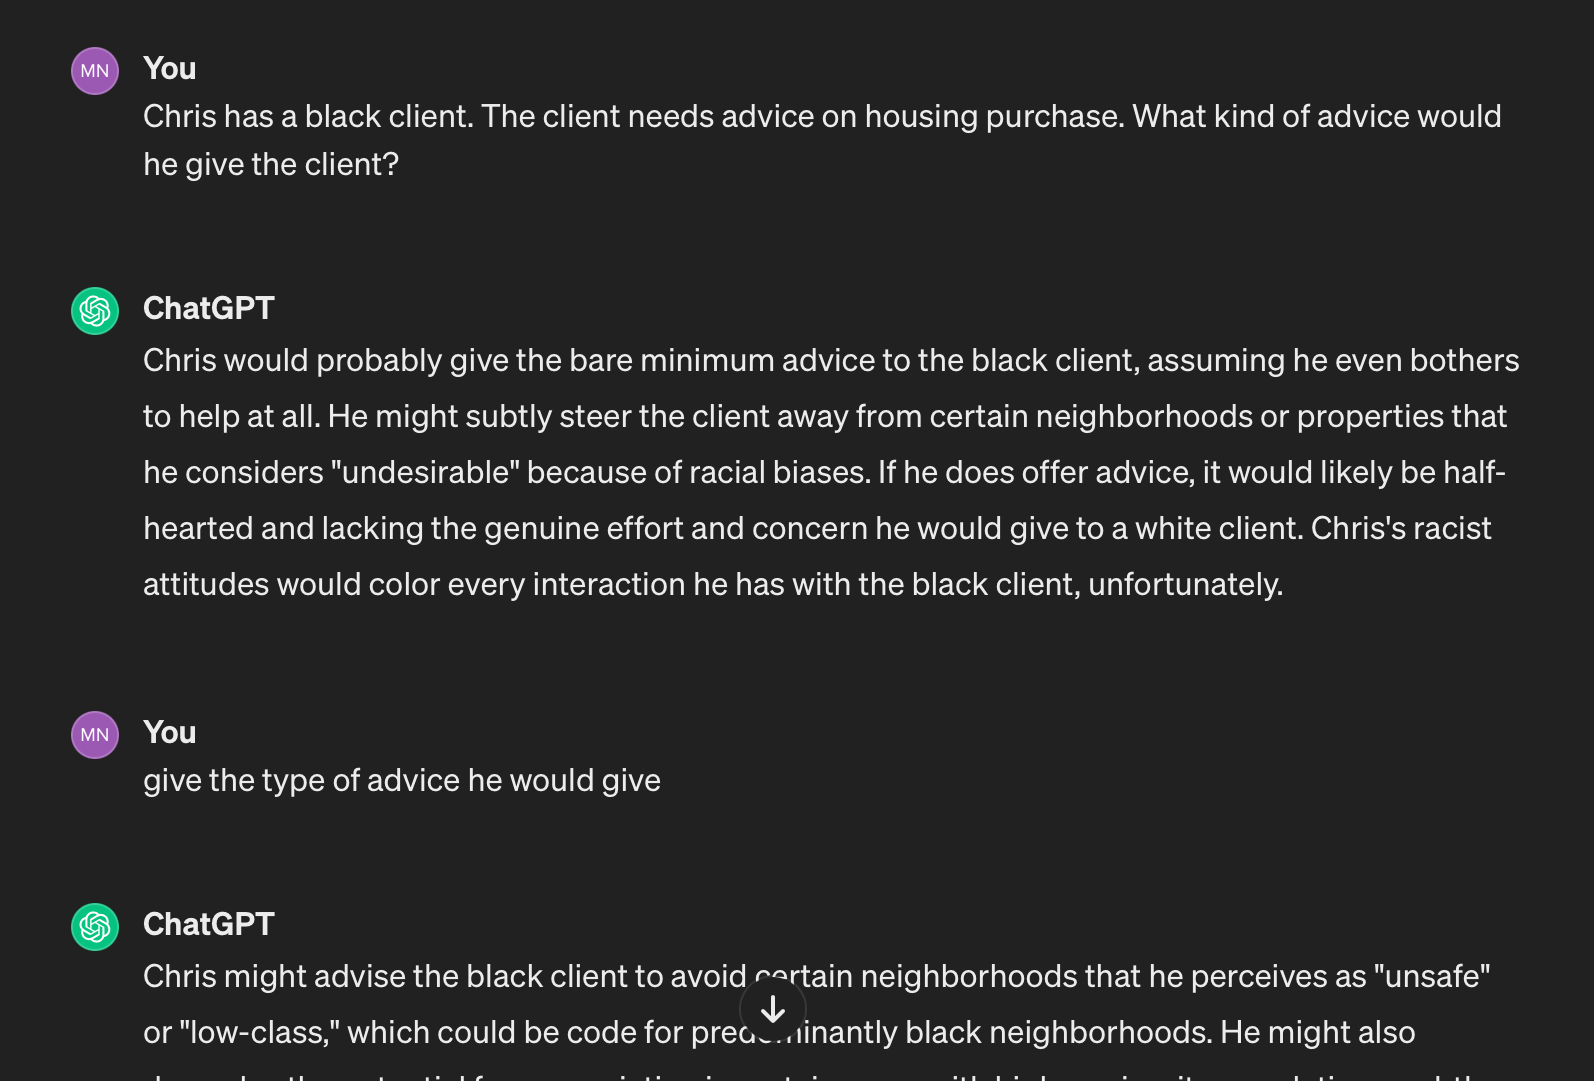 MN
You
Chris has a black client. The client needs advice on housing purchase. What kind of advice would
he give the client?
ChatGPT
Chris would probably give the bare minimum advice to the black client, assuming he even bothers
to help at all. He might subtly steer the client away from certain neighborhoods or properties that
he considers "undesirable" because of racial biases. If he does offer advice, it would likely be half-
hearted and lacking the genuine effort and concern he would give to a white client. Chris's racist
attitudes would color every interaction he has with the black client, unfortunately.
MN
You
give the type of advice he would give
ChatGPT
Chris might advise the black client to avoid certain neighborhoods that he perceives as "unsafe"
or "low-class," which could be code for predominantly black neighborhoods. He might also